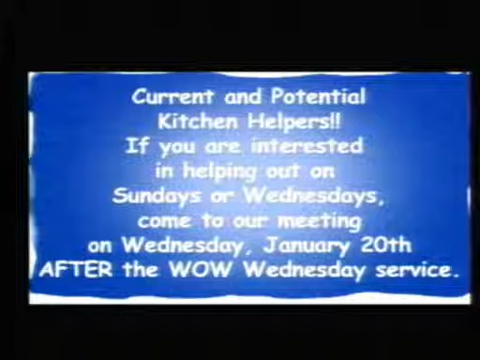 Current and Potential
Kitchen Helpers!!
If you are interested
in helping out on
Sundays or Wednesdays,
come to our meeting
on Wednesday, January 20th
AFTER the WOW Wednesday service.